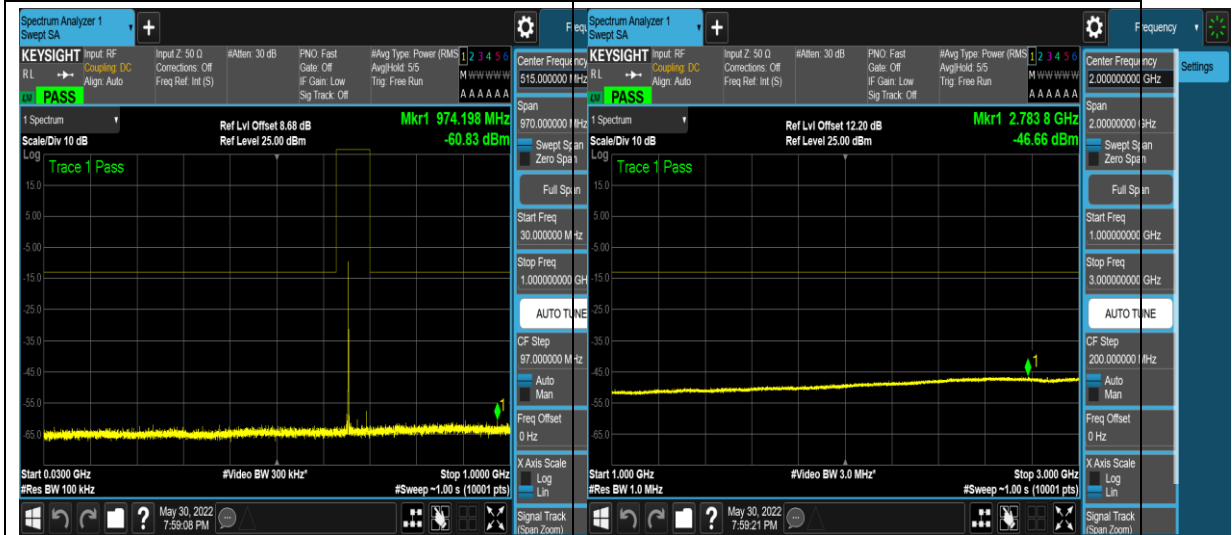 Spectrum Analyzer 1
Swept SA
KEYSIGHT
RL
Input: RF
Coupling: DC
Align: Auto
Input Z: 50 Ω
Corrections: Off
Freq Ref: Int (S)
#Atten: 30 dB
PNO: Fast
Gate: Off
IF Gain: Low
Sig Track: Off
#Avg Type: Power (RMS
Avg|Hold: 5/5
Trig: Free Run
1 2 3 4 5 6
M W W W W W
A A A A A A
PASS
1 Spectrum
Scale/Div 10 dB
Ref Lvl Offset 8.68 dB
Ref Level 25.00 dBm
Mkr1 974.198 MHz
-60.83 dBm
Log
Trace 1 Pass
15.0
5.00
-5.00
-15.0
-25.0
-35.0
-45.0
-55.0
-65.0
1
Start 0.0300 GHz
#Res BW 100 kHz
#Video BW 300 kHz*
Stop 1.0000 GHz
#Sweep ~1.00 s (10001 pts)
May 30, 2022
7:59:08 PM
Frequ
Center Frequency
515.000000 MHz
Span
970.000000 MHz
Swept Span
Zero Span
Full Span
Start Freq
30.000000 MHz
Stop Freq
1.000000000 GH
AUTO TUNE
CF Step
97.000000 MHz
Auto
Man
Freq Offset
0 Hz
X Axis Scale
Log
Lin
Signal Track
(Span Zoom)
Spectrum Analyzer 1
Swept SA
KEYSIGHT
RL
Input: RF
Coupling: DC
Align: Auto
Input Z: 50 Ω
Corrections: Off
Freq Ref: Int (S)
#Atten: 30 dB
PNO: Fast
Gate: Off
IF Gain: Low
Sig Track: Off
#Avg Type: Power (RMS
Avg|Hold: 5/5
Trig: Free Run
1 2 3 4 5 6
M W W W W W
A A A A A A
PASS
1 Spectrum
Scale/Div 10 dB
Ref Lvl Offset 12.20 dB
Ref Level 25.00 dBm
Mkr1 2.783 8 GHz
-46.66 dBm
Log
Trace 1 Pass
15.0
5.00
-5.00
-15.0
-25.0
-35.0
-45.0
-55.0
-65.0
1
Start 1.000 GHz
#Res BW 1.0 MHz
#Video BW 3.0 MHz*
Stop 3.000 GHz
#Sweep ~1.00 s (10001 pts)
May 30, 2022
7:59:21 PM
Frequency
Center Frequency
2.000000000 GHz
Settings
Span
2.00000000 GHz
Swept Span
Zero Span
Full Span
Start Freq
1.000000000 GHz
Stop Freq
3.000000000 GHz
AUTO TUNE
CF Step
200.000000 MHz
Auto
Man
Freq Offset
0 Hz
X Axis Scale
Log
Lin
Signal Track
(Span Zoom)